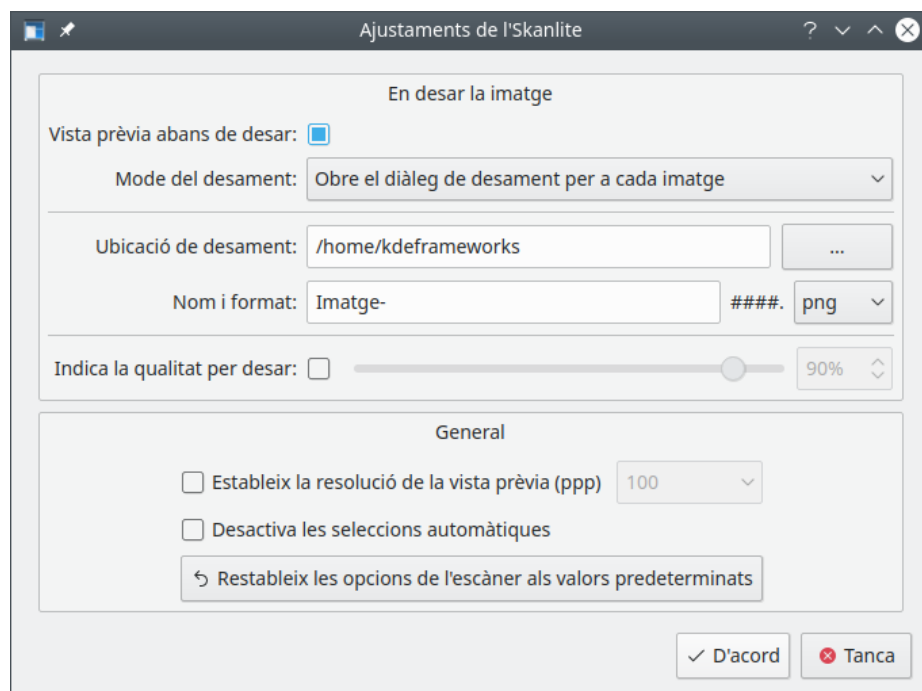 Ajustaments de l'Skanlite
En desar la imatge
Vista prèvia abans de desar:
Mode del desament: Obre el diàleg de desament per a cada imatge
Ubicació de desament: /home/kdeframeworks ...
Nom i format: Imatge- ####. png
Indica la qualitat per desar: 90%
General
Estableix la resolució de la vista prèvia (ppp) 100
Desactiva les seleccions automàtiques
Restableix les opcions de l'escàner als valors predeterminats
D'acord Tanca